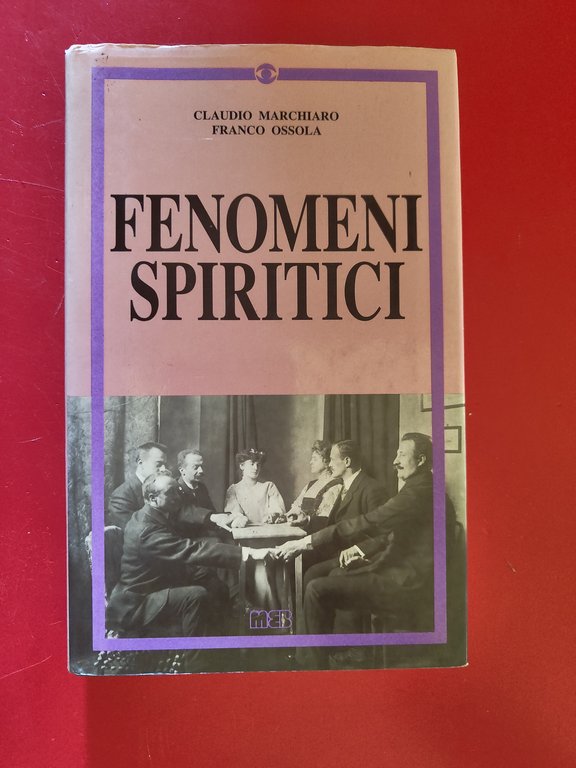 CLAUDIO MARCHIARO
FRANCO OSSOLA
FENOMENI
SPIRITICI
MEB